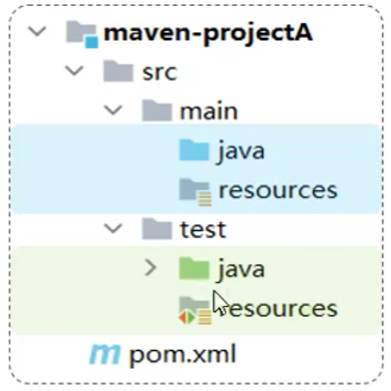 maven-projectA
src
main
java
resources
test
java
resources
pom.xml